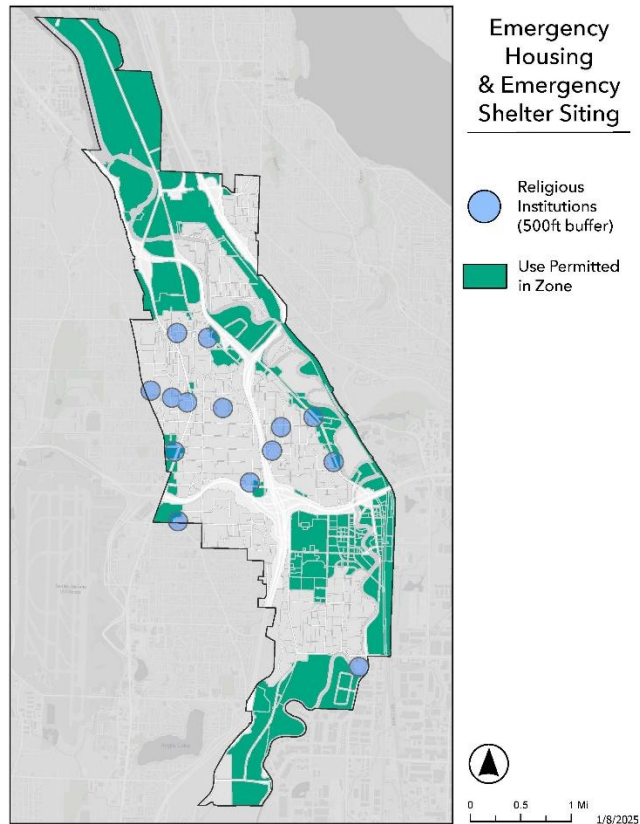 Emergency
Housing
& Emergency
Shelter Siting
Religious
Institutions
(500ft buffer)
Use Permitted
in Zone
0 0.5 1 Mi
1/8/2025